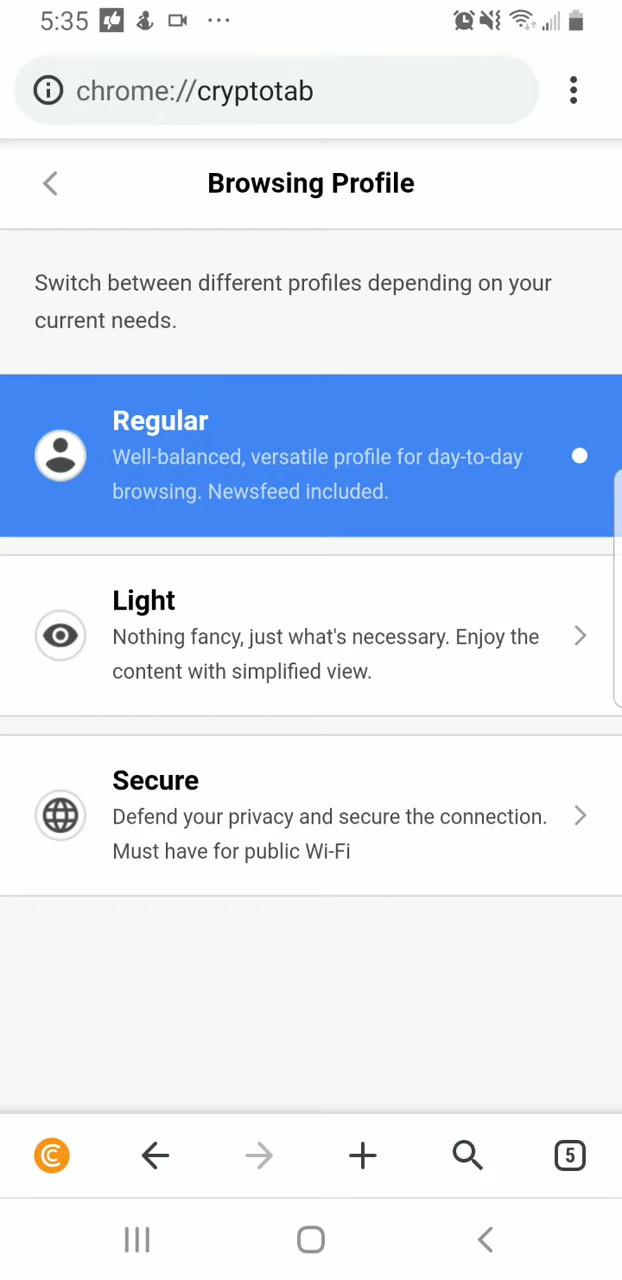 5:35
chrome://cryptotab
Browsing Profile
Switch between different profiles depending on your
current needs.
Regular
Well-balanced, versatile profile for day-to-day
browsing. Newsfeed included.
Light
Nothing fancy, just what's necessary. Enjoy the
content with simplified view.
Secure
Defend your privacy and secure the connection.
Must have for public Wi-Fi
5